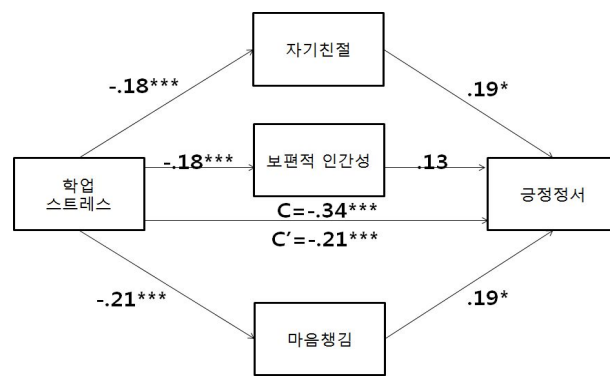 자기친절
-.18***
.19*
-.18***
보편적 인간성
.13
학업
스트레스
긍정정서
C=-.34***
C′=-.21***
-.21***
.19*
마음챙김